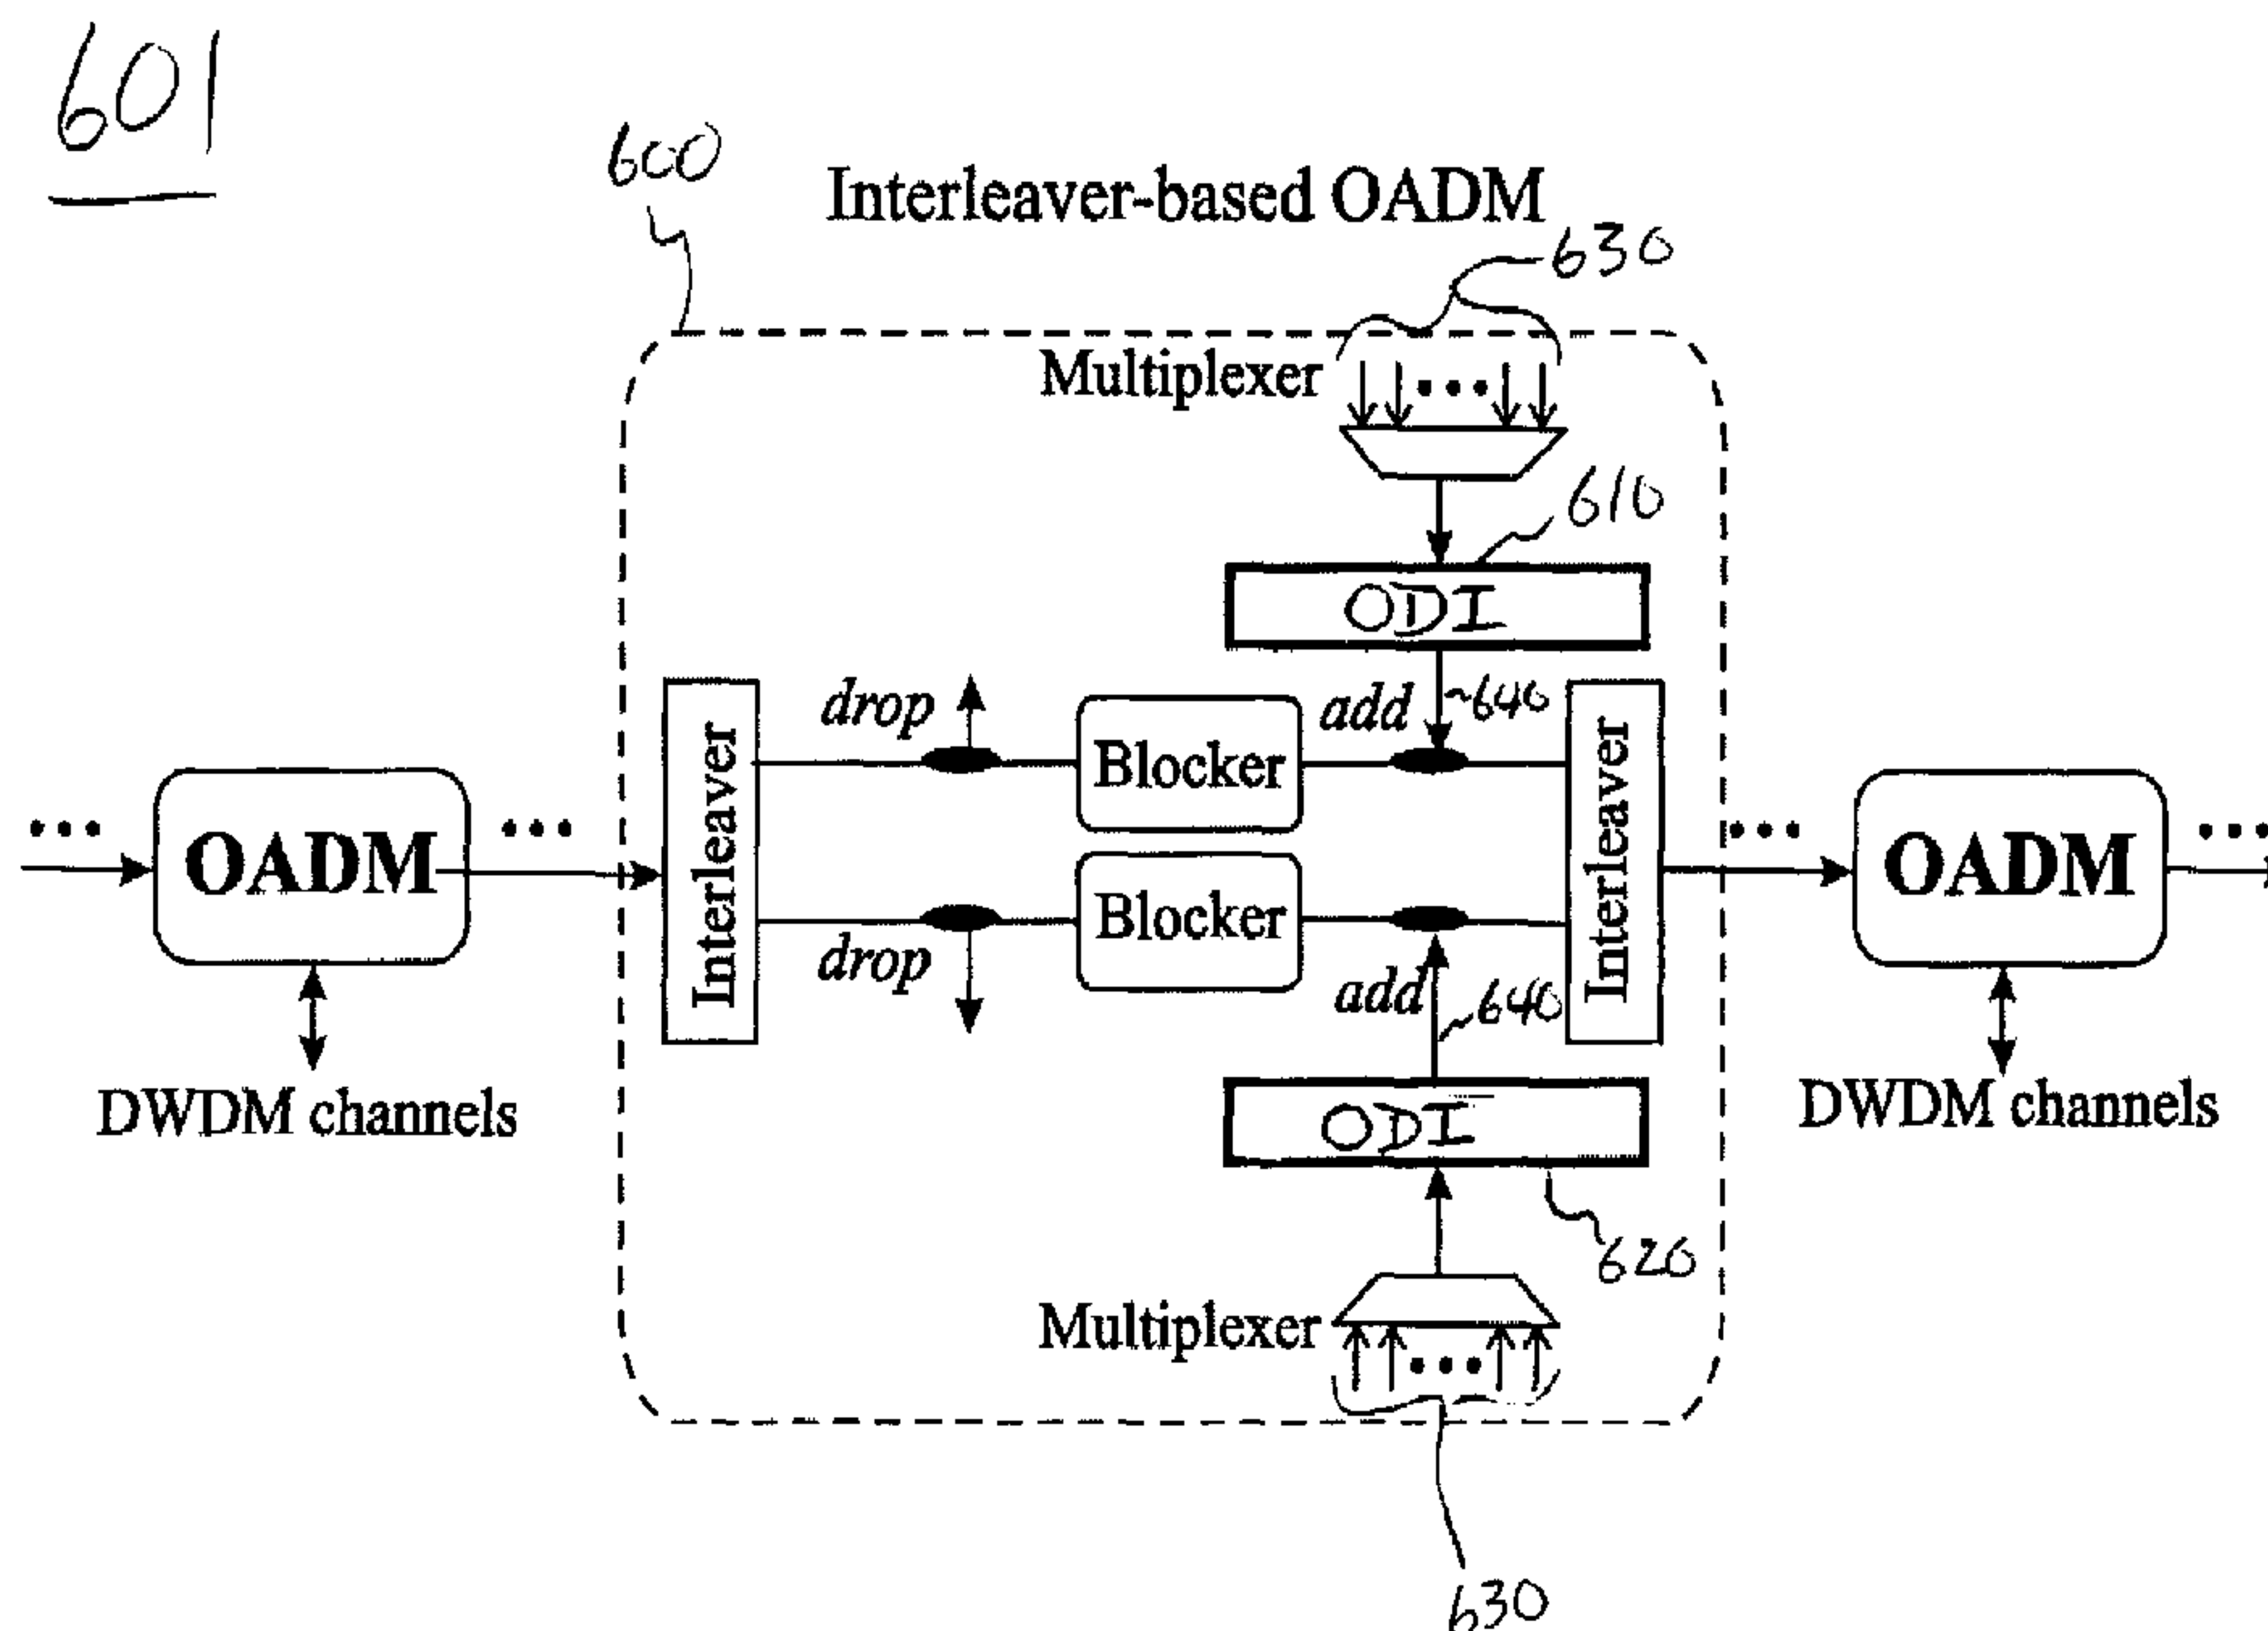 601
600
Interleaver-based OADM
630
Multiplexer
610
ODI
drop
add
640
Interleaver
Blocker
Interleaver
OADM
OADM
Blocker
drop
add
640
DWDM channels
DWDM channels
ODI
620
Multiplexer
630